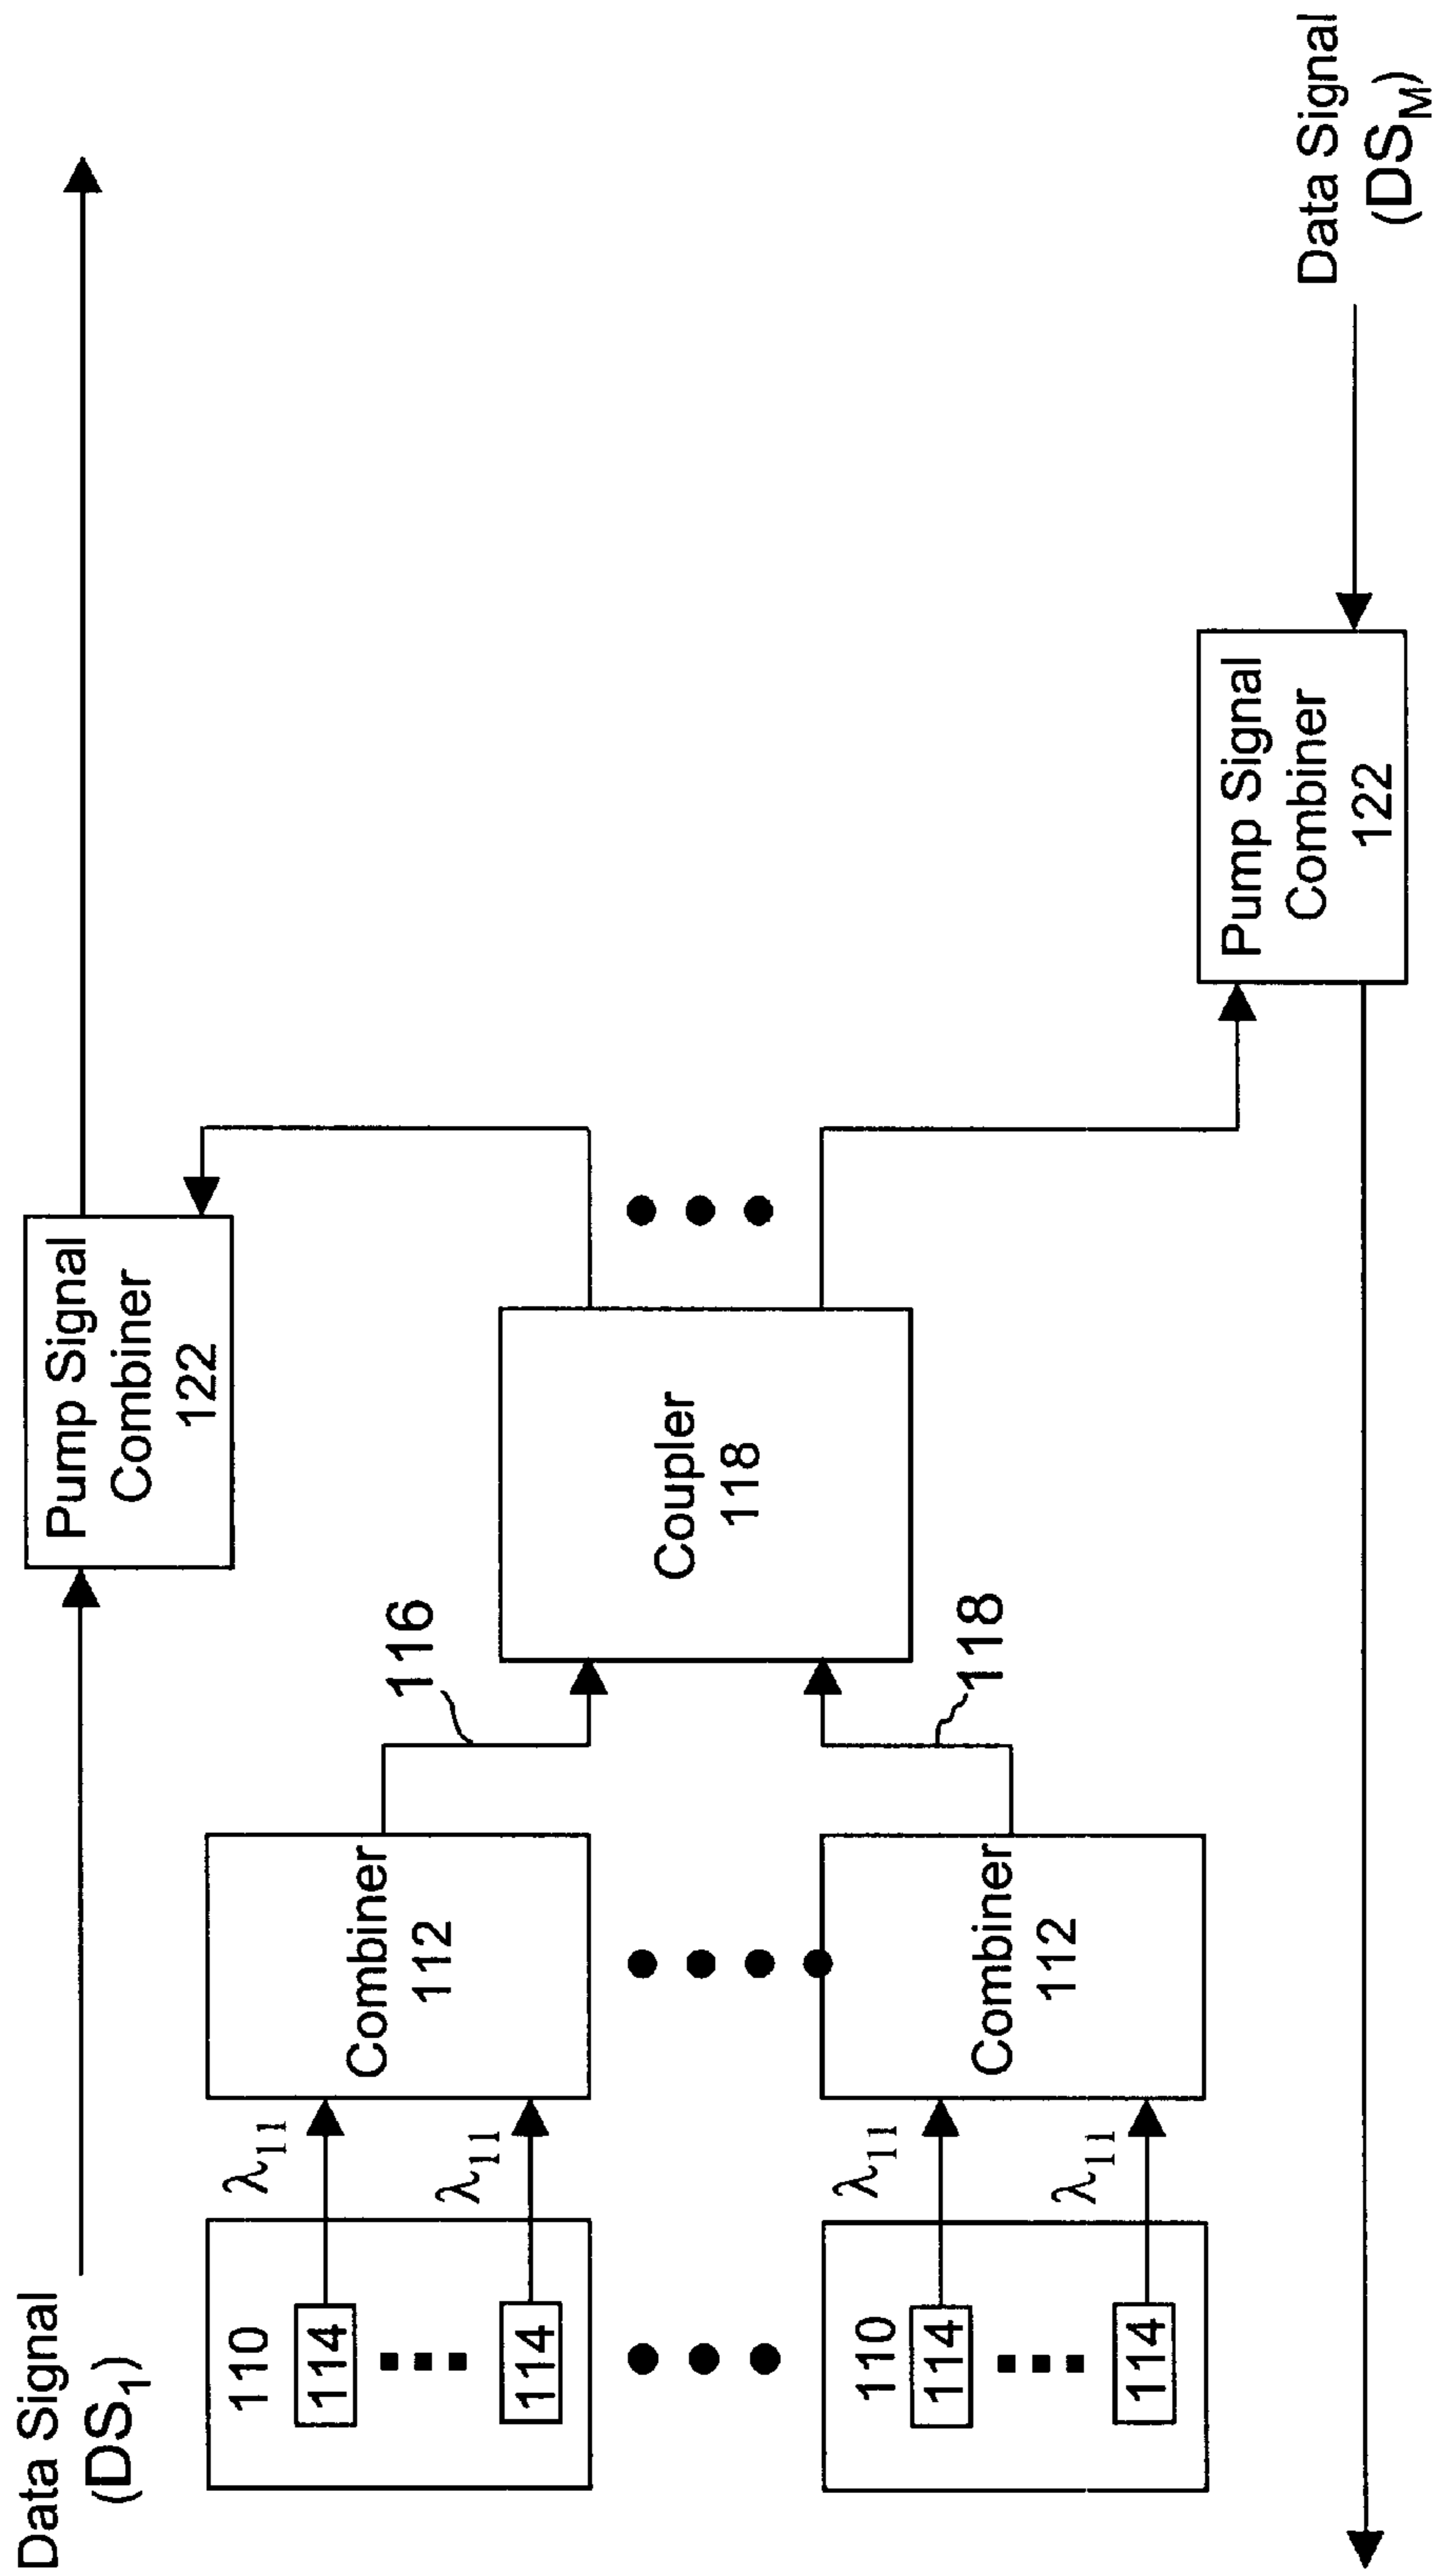 Data Signal
(DS₁)
Pump Signal
Combiner
122
110
114
114
λ₁₁
λ₁₁
Combiner
112
116
Coupler
118
118
110
114
114
λ₁₁
λ₁₁
Combiner
112
Pump Signal
Combiner
122
Data Signal
(DS_M)